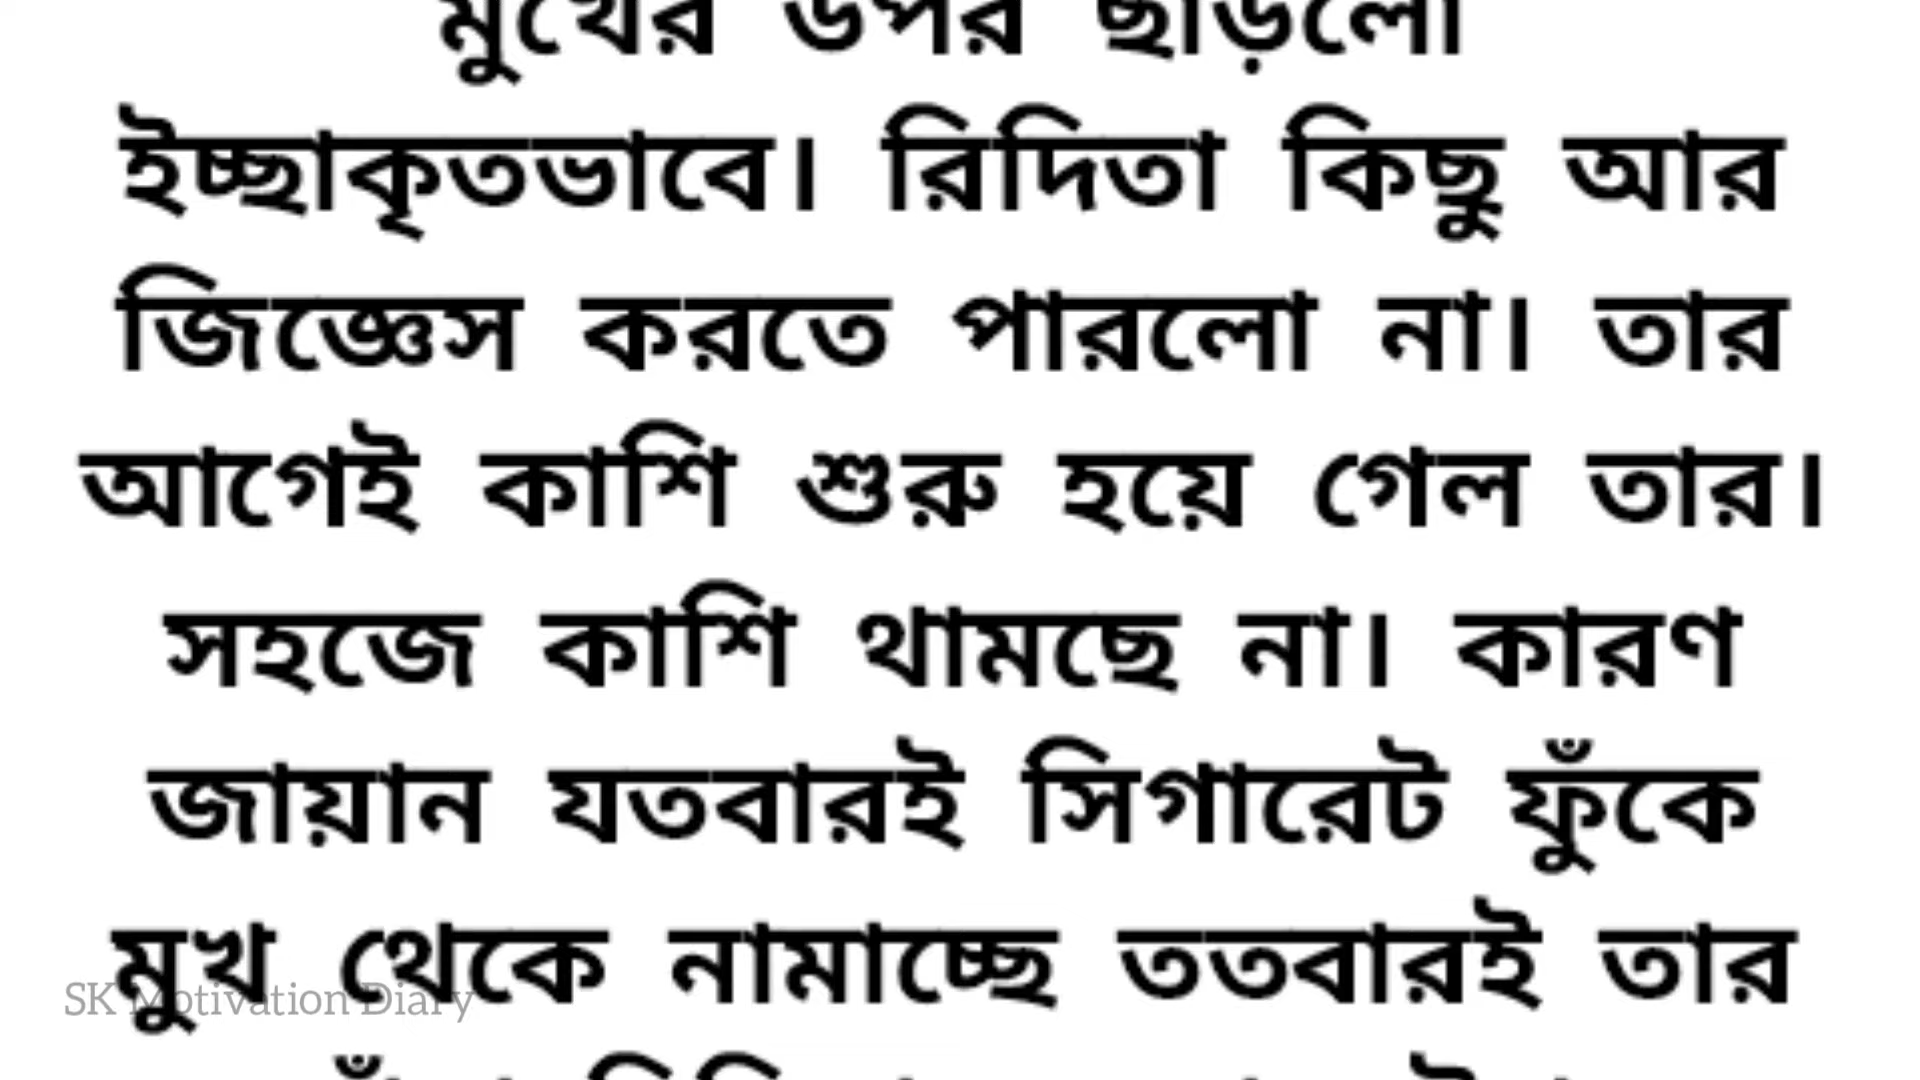 মুখের উপর ছাড়লো
ইচ্ছাকৃতভাবে। রিদিতা কিছু আর
জিজ্ঞেস করতে পারলো না। তার
আগেই কাশি শুরু হয়ে গেল তার।
সহজে কাশি থামছে না। কারণ
জায়ান যতবারই সিগারেট ফুঁকে
মুখ থেকে নামাচ্ছে ততবারই তার
SK Motivation Diary